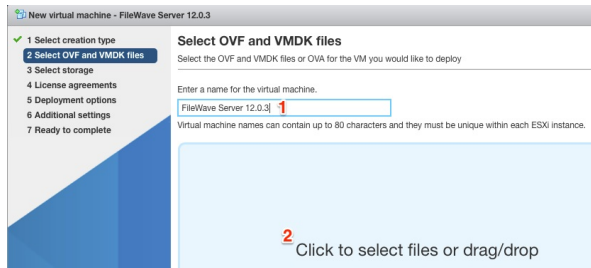 New virtual machine - FileWave Server 12.0.3
1 Select creation type
2 Select OVF and VMDK files
3 Select storage
4 License agreements
5 Deployment options
6 Additional settings
7 Ready to complete
Select OVF and VMDK files
Select the OVF and VMDK files or OVA for the VM you would like to deploy
Enter a name for the virtual machine.
FileWave Server 12.0.3 1
Virtual machine names can contain up to 80 characters and they must be unique within each ESXi instance.
2
Click to select files or drag/drop